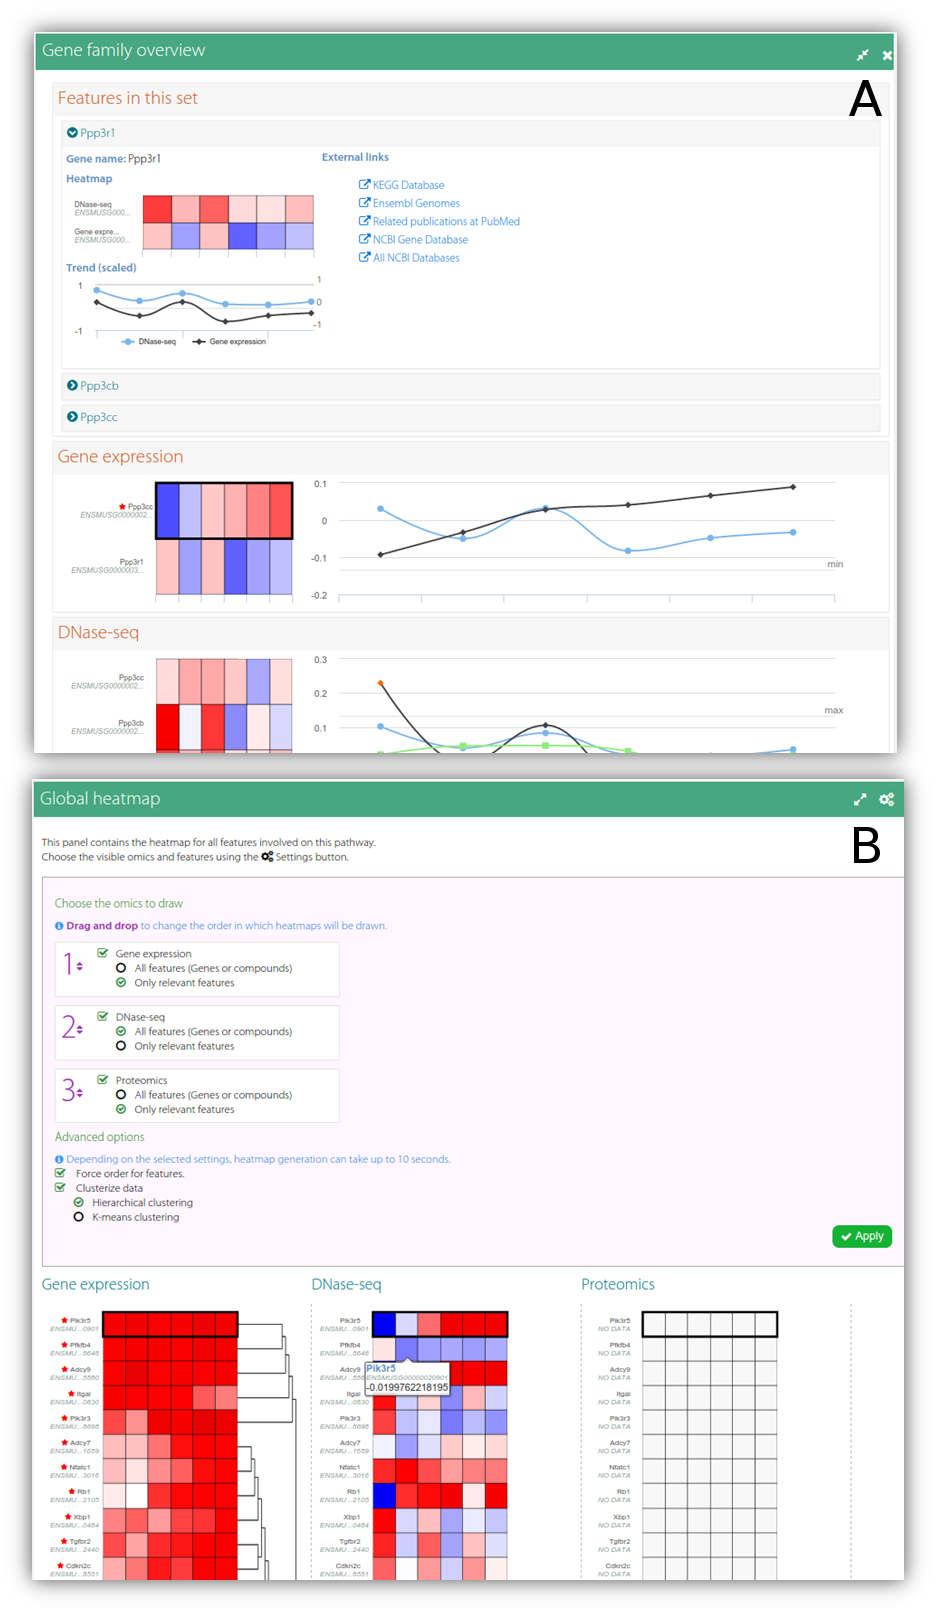 Gene family overview
A
Features in this set
Ppp3r1
Gene name: Ppp3r1
External links
Heatmap
KEGG Database
Ensembl Genomes
Related publications at PubMed
NCBI Gene Database
All NCBI Databases
DNase-seq
ENSMUSG000...
Gene expre...
ENSMUSG000...
Trend (scaled)
1
1
0
-1
-1
DNase-seq
Gene expression
Ppp3cb
Ppp3cc
Gene expression
Ppp3cc
ENSMUSG0000002...
Ppp3r1
ENSMUSG0000003...
0.1
0
-0.1
-0.2
min
DNase-seq
Ppp3cc
ENSMUSG0000002...
Ppp3cb
ENSMUSG0000002...
0.3
0.2
0.1
max
Global heatmap
B
This panel contains the heatmap for all features involved on this pathway.
Choose the visible omics and features using the Settings button.
Choose the omics to draw
Drag and drop to change the order in which heatmaps will be drawn.
1
Gene expression
All features (Genes or compounds)
Only relevant features
2
DNase-seq
All features (Genes or compounds)
Only relevant features
3
Proteomics
All features (Genes or compounds)
Only relevant features
Advanced options
Depending on the selected settings, heatmap generation can take up to 10 seconds.
Force order for features.
Clusterize data
Hierarchical clustering
K-means clustering
Apply
Gene expression
Pik3r5
ENSMU...0901
Pfkfb4
ENSMU...5648
Adcy9
ENSMU...5580
Itgal
ENSMU...0830
Pik3r3
ENSMU...8698
Adcy7
ENSMU...1659
Nfatc1
ENSMU...3016
Rb1
ENSMU...2105
Xbp1
ENSMU...0484
Tgfbr2
ENSMU...2440
Cdkn2c
ENSMU...8551
DNase-seq
Pik3r5
ENSMU...0901
Pfkfb4
ENSMU...5648
Adcy9
ENSMU...558
Itgal
ENSMU...0830
Pik3r3
ENSMU...8698
Adcy7
ENSMU...1659
Nfatc1
ENSMU...3016
Rb1
ENSMU...2105
Xbp1
ENSMU...0484
Tgfbr2
ENSMU...2440
Cdkn2c
ENSMU...8551
Pik3r5
ENSMUSG00000020901
-0.0199762218195
Proteomics
Pik3r5
NO DATA
Pfkfb4
NO DATA
Adcy9
NO DATA
Itgal
NO DATA
Pik3r3
NO DATA
Adcy7
NO DATA
Nfatc1
NO DATA
Rb1
NO DATA
Xbp1
NO DATA
Tgfbr2
NO DATA
Cdkn2c
NO DATA